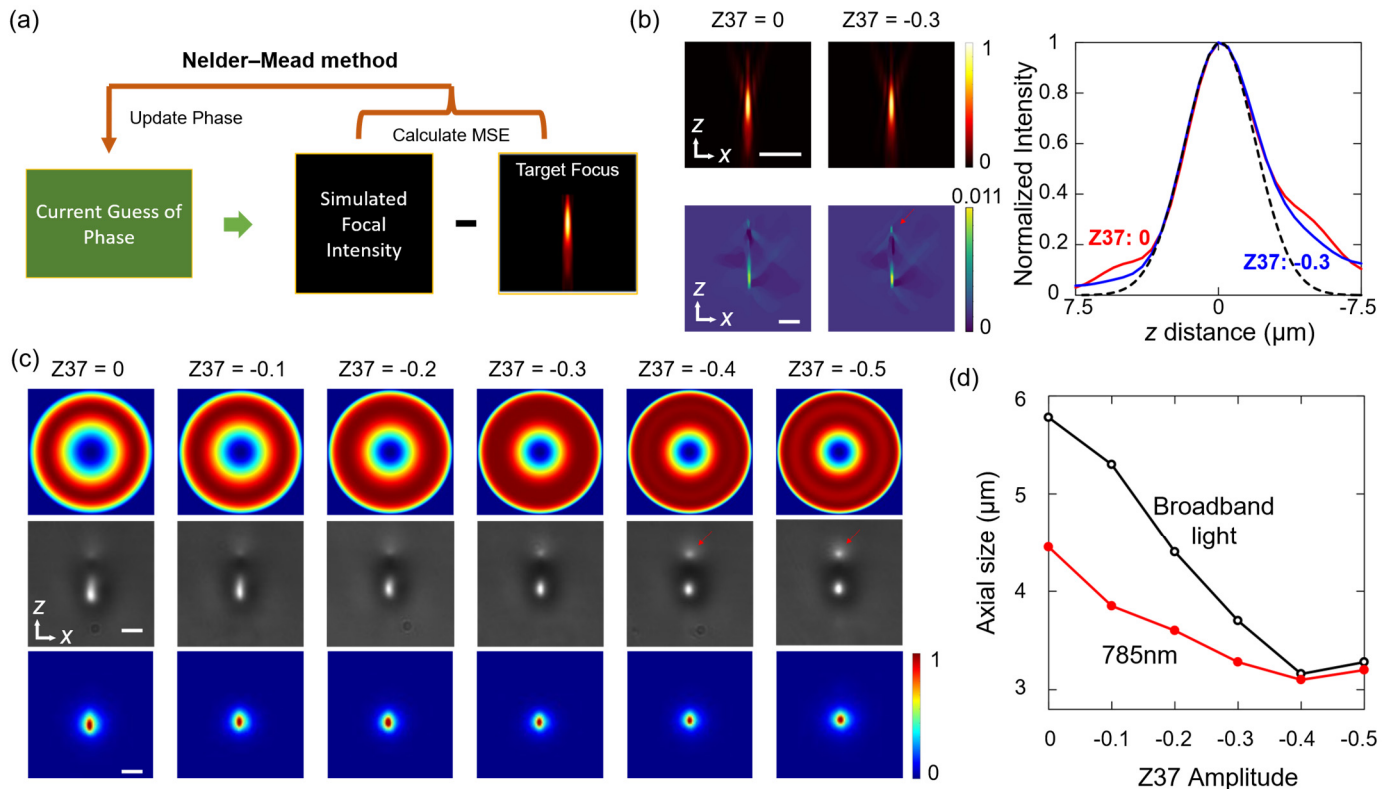 (a)
Nelder–Mead method
Update Phase
Calculate MSE
Current Guess of
Phase
Simulated
Focal
Intensity
Target Focus
(b)
Z37 = 0
Z37 = -0.3
1
0
z
x
0.011
0
z
x
Normalized Intensity
1
0.8
0.6
0.4
0.2
0
Z37: 0
Z37: -0.3
7.5
0
-7.5
z distance (µm)
(c)
Z37 = 0
Z37 = -0.1
Z37 = -0.2
Z37 = -0.3
Z37 = -0.4
Z37 = -0.5
z
x
1
0
(d)
Axial size (µm)
6
5
4
3
Broadband
light
785nm
0
-0.1
-0.2
-0.3
-0.4
-0.5
Z37 Amplitude